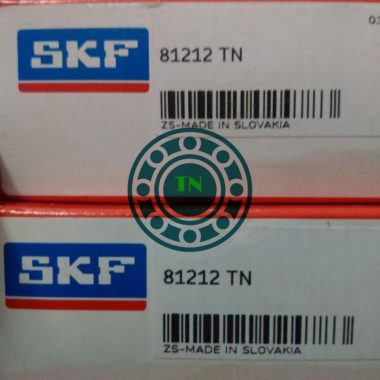 SKF
81212 TN
ZS-MADE IN SLOVAKIA
TN
SKF
81212 TN
ZS-MADE IN SLOVAKIA